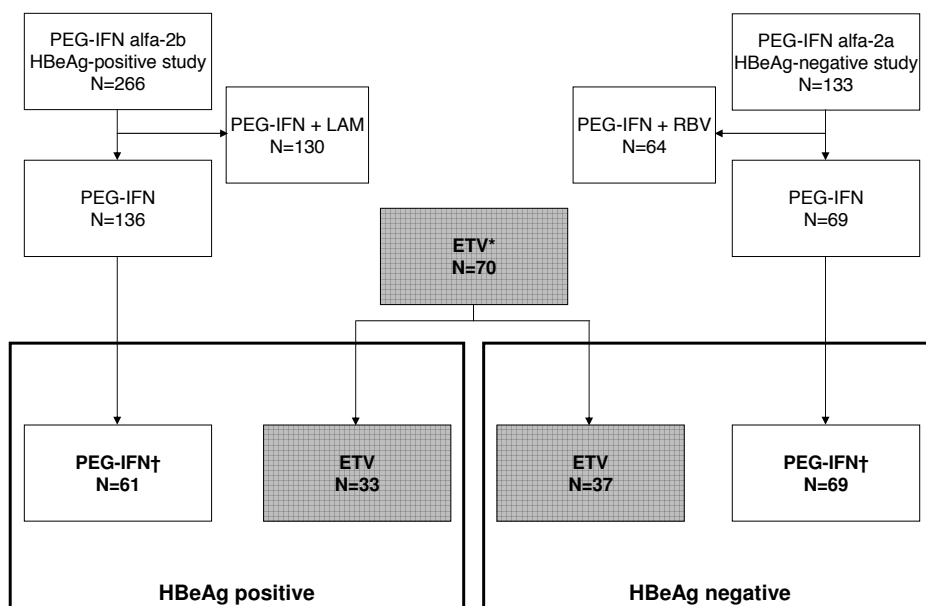 PEG-IFN alfa-2b
HBeAg-positive study
N=266
PEG-IFN alfa-2a
HBeAg-negative study
N=133
PEG-IFN + LAM
N=130
PEG-IFN + RBV
N=64
PEG-IFN
N=136
PEG-IFN
N=69
ETV*
N=70
PEG-IFN†
N=61
ETV
N=33
ETV
N=37
PEG-IFN†
N=69
HBeAg positive
HBeAg negative